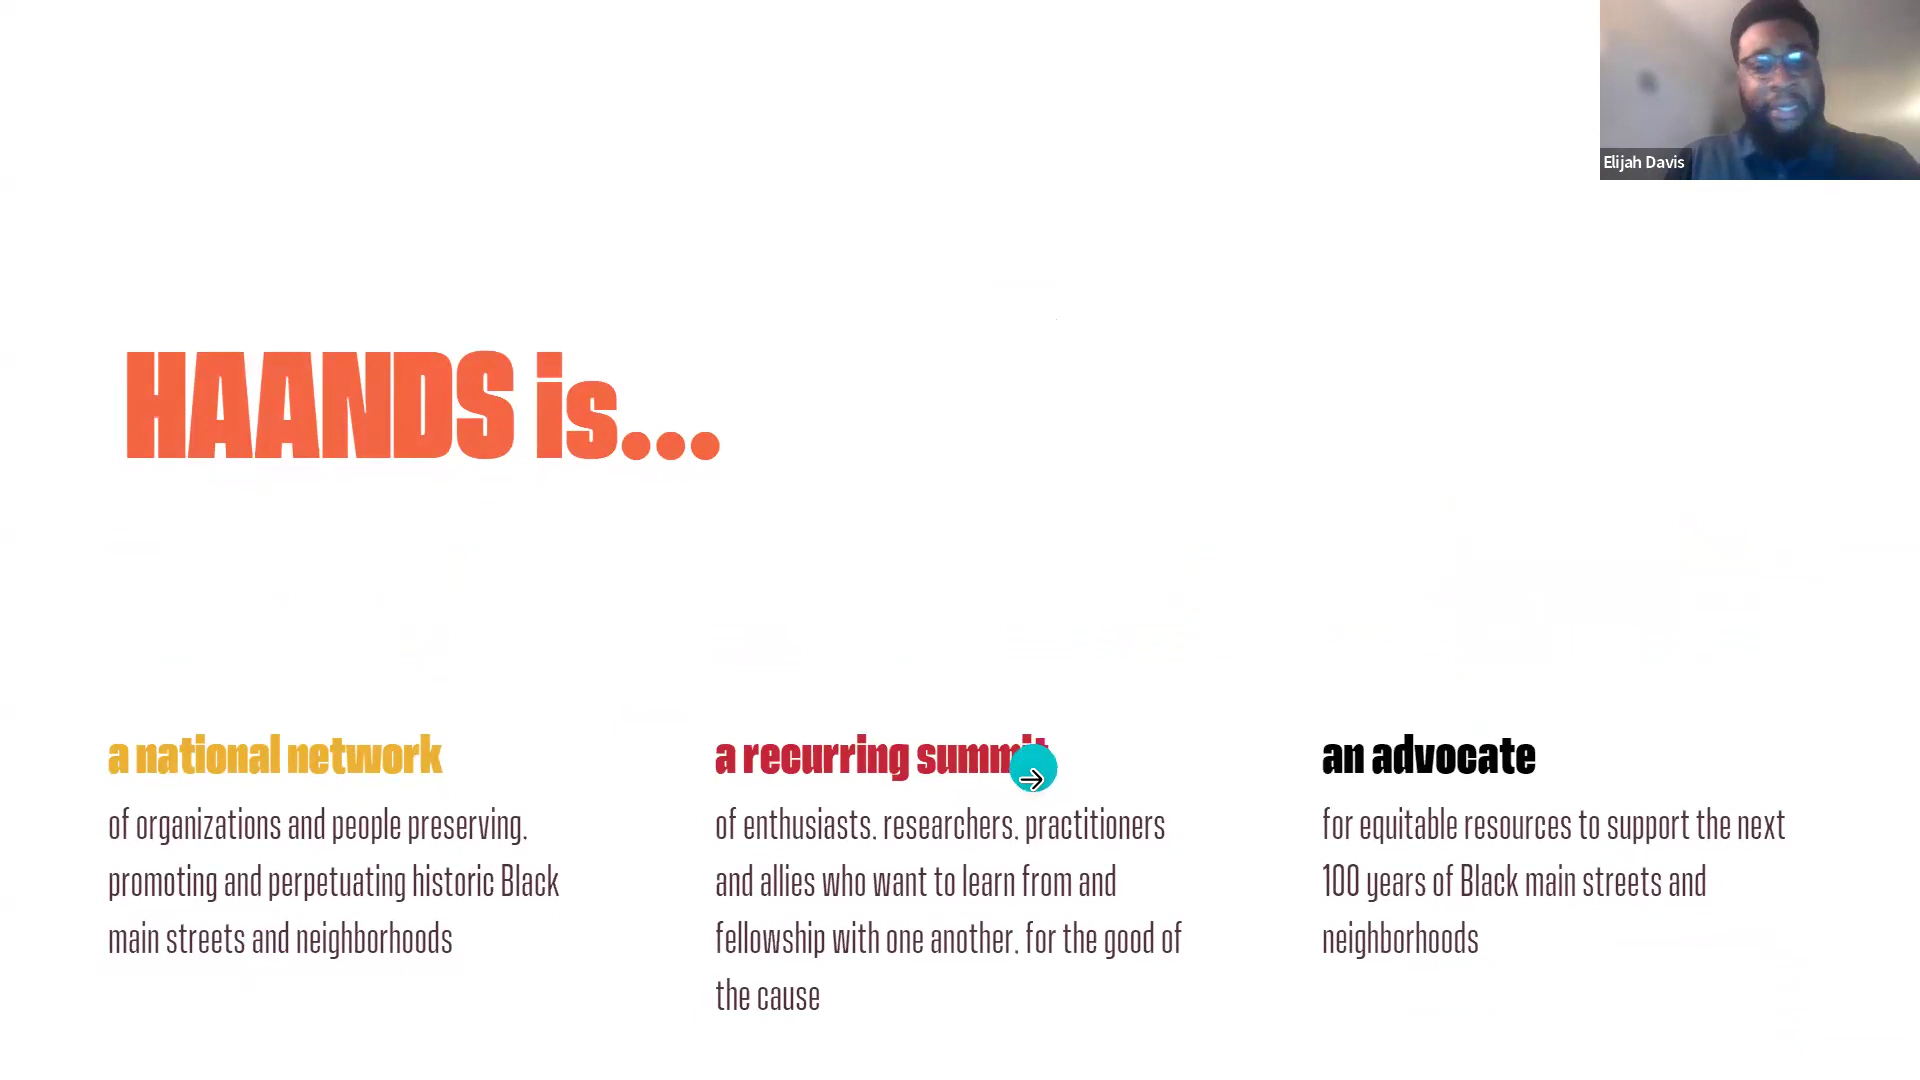 Elijah Davis
HAANDS is...
a national network
of organizations and people preserving,
promoting and perpetuating historic Black
main streets and neighborhoods
a recurring summit
of enthusiasts, researchers, practitioners
and allies who want to learn from and
fellowship with one another, for the good of
the cause
an advocate
for equitable resources to support the next
100 years of Black main streets and
neighborhoods